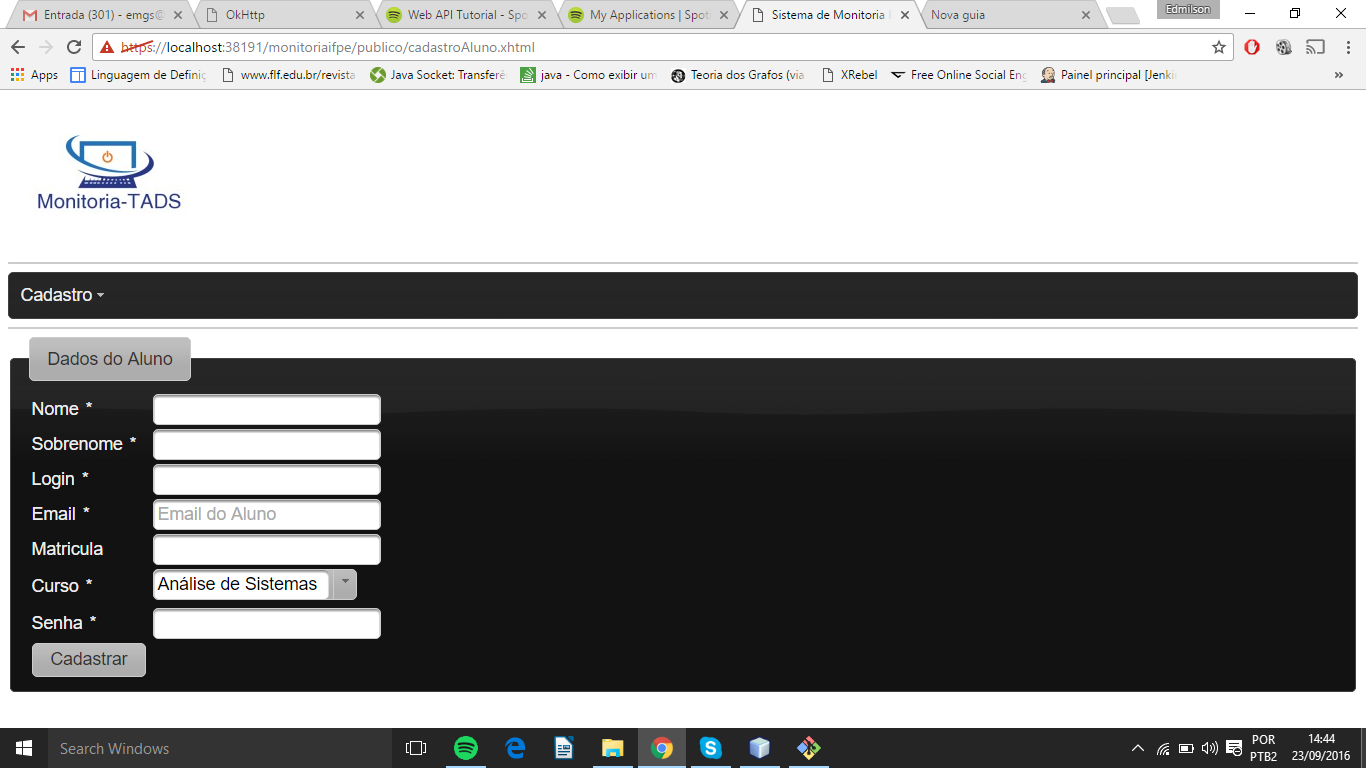 Entrada (301) - emgs@
OkHttp
Web API Tutorial - Spo
My Applications | Spot
Sistema de Monitoria
Nova guia
Edmilson
https://localhost:38191/monitoriaifpe/publico/cadastroAluno.xhtml
Apps
Linguagem de Definiç
www.flf.edu.br/revista
Java Socket: Transferê
java - Como exibir um
Teoria dos Grafos (via
XRebel
Free Online Social Eng
Painel principal [Jenki
»
Monitoria-TADS
Cadastro
Dados do Aluno
Nome *
Sobrenome *
Login *
Email * Email do Aluno
Matricula
Curso * Análise de Sistemas
Senha *
Cadastrar
Search Windows
POR
PTB2
14:44
23/09/2016